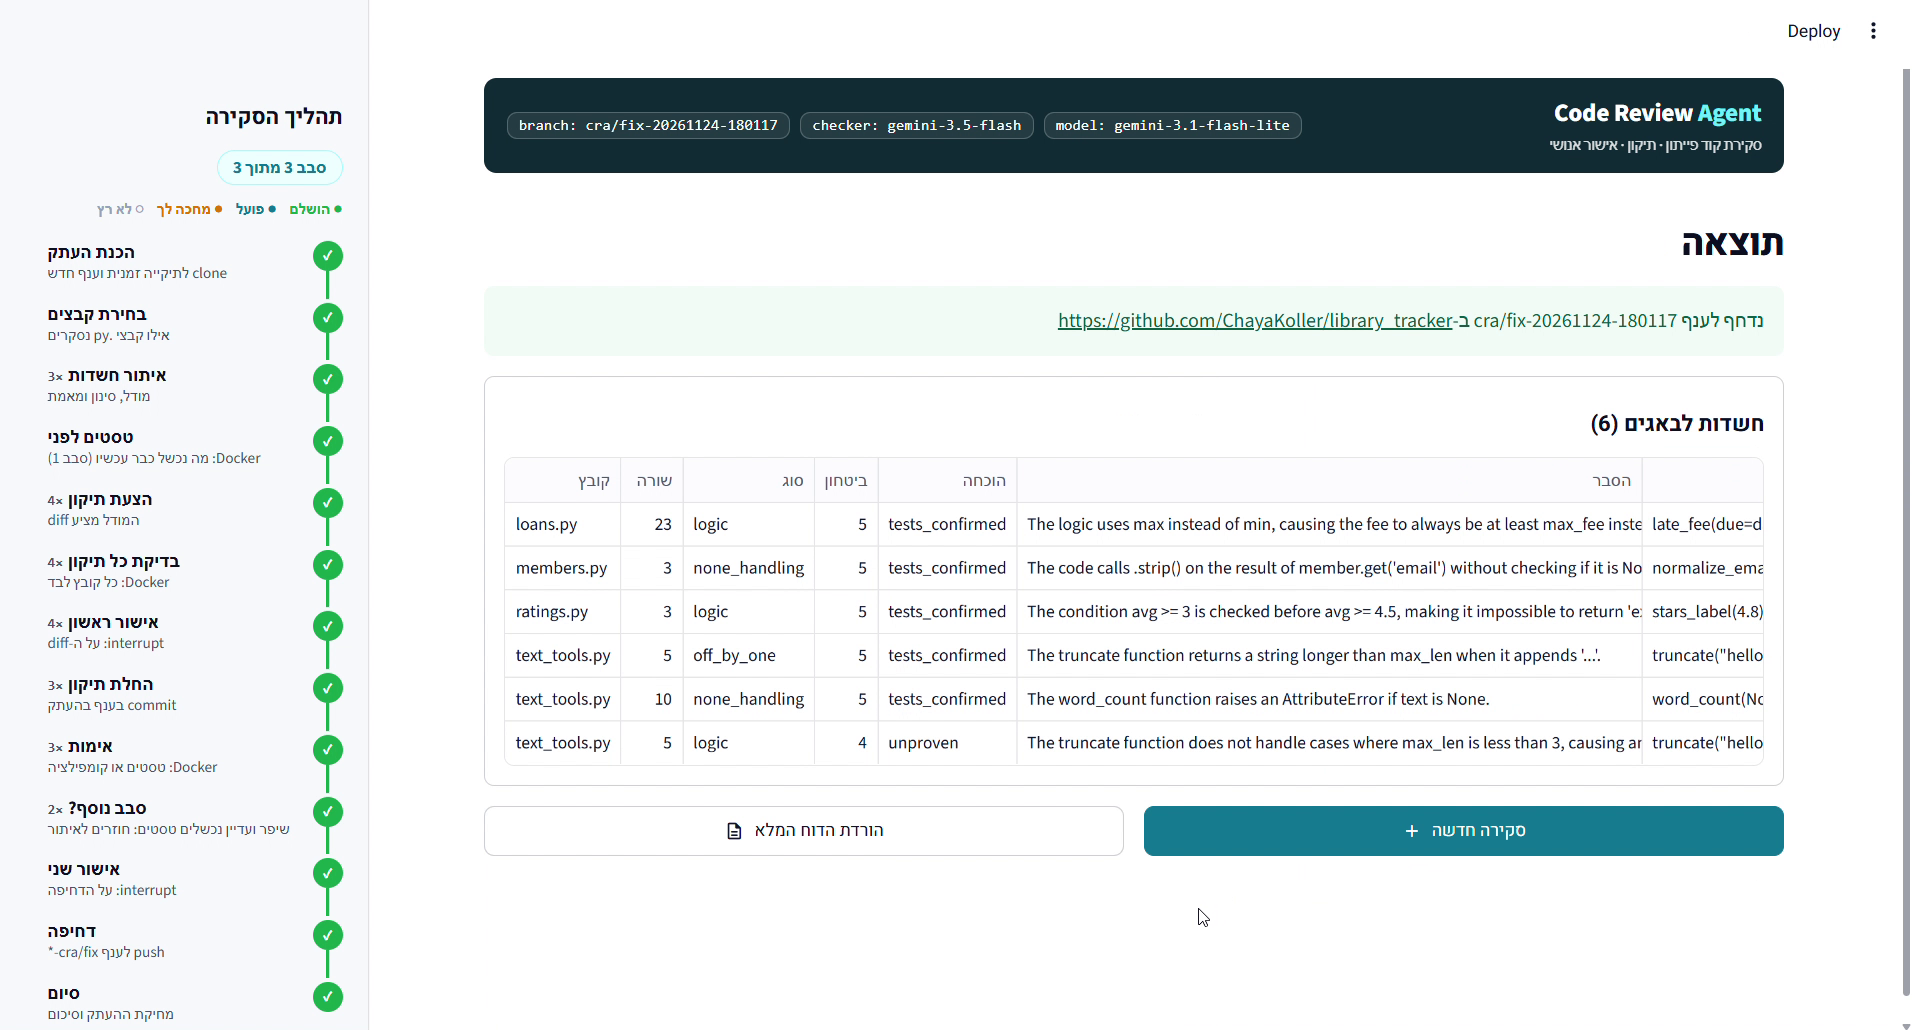 Deploy
תהליך הסקירה
סבב 3 מתוך 3
הושלם
פועל
מחכה לך
לא רץ
הכנת העתק
clone לתיקייה זמנית וענף חדש
בחירת קבצים
אילו קבצי .py נסקרים
איתור חשדות ×3
מודל, סינון ומאמת
טסטים לפני
Docker: מה נכשל כבר עכשיו (סבב 1)
הצעת תיקון ×4
המודל מציע diff
בדיקת כל תיקון ×4
Docker: כל קובץ לבד
אישור ראשון ×4
interrupt: על ה-diff
החלת תיקון ×3
commit בענף בהעתק
אימות ×3
Docker: טסטים או קומפילציה
סבב נוסף? ×2
שיפר ועדיין נכשלים טסטים: חוזרים לאיתור
אישור שני
interrupt: על הדחיפה
דחיפה
push לענף cra/fix-*
סיום
מחיקת ההעתק וסיכום
Code Review Agent
סקירת קוד פייתון · תיקון · אישור אנושי
branch: cra/fix-20261124-180117
checker: gemini-3.5-flash
model: gemini-3.1-flash-lite
תוצאה
נדחף לענף cra/fix-20261124-180117 ב-https://github.com/ChayaKoller/library_tracker
חשדות לבאגים (6)
קובץ שורה סוג ביטחון הוכחה הסבר
loans.py 23 logic 5 tests_confirmed The logic uses max instead of min, causing the fee to always be at least max_fee inste late_fee(due=d
members.py 3 none_handling 5 tests_confirmed The code calls .strip() on the result of member.get('email') without checking if it is No normalize_ema
ratings.py 3 logic 5 tests_confirmed The condition avg >= 3 is checked before avg >= 4.5, making it impossible to return 'e stars_label(4.8)
text_tools.py 5 off_by_one 5 tests_confirmed The truncate function returns a string longer than max_len when it appends '...'. truncate("hello
text_tools.py 10 none_handling 5 tests_confirmed The word_count function raises an AttributeError if text is None. word_count(No
text_tools.py 5 logic 4 unproven The truncate function does not handle cases where max_len is less than 3, causing ar truncate("hello
סקירה חדשה +
הורדת הדוח המלא